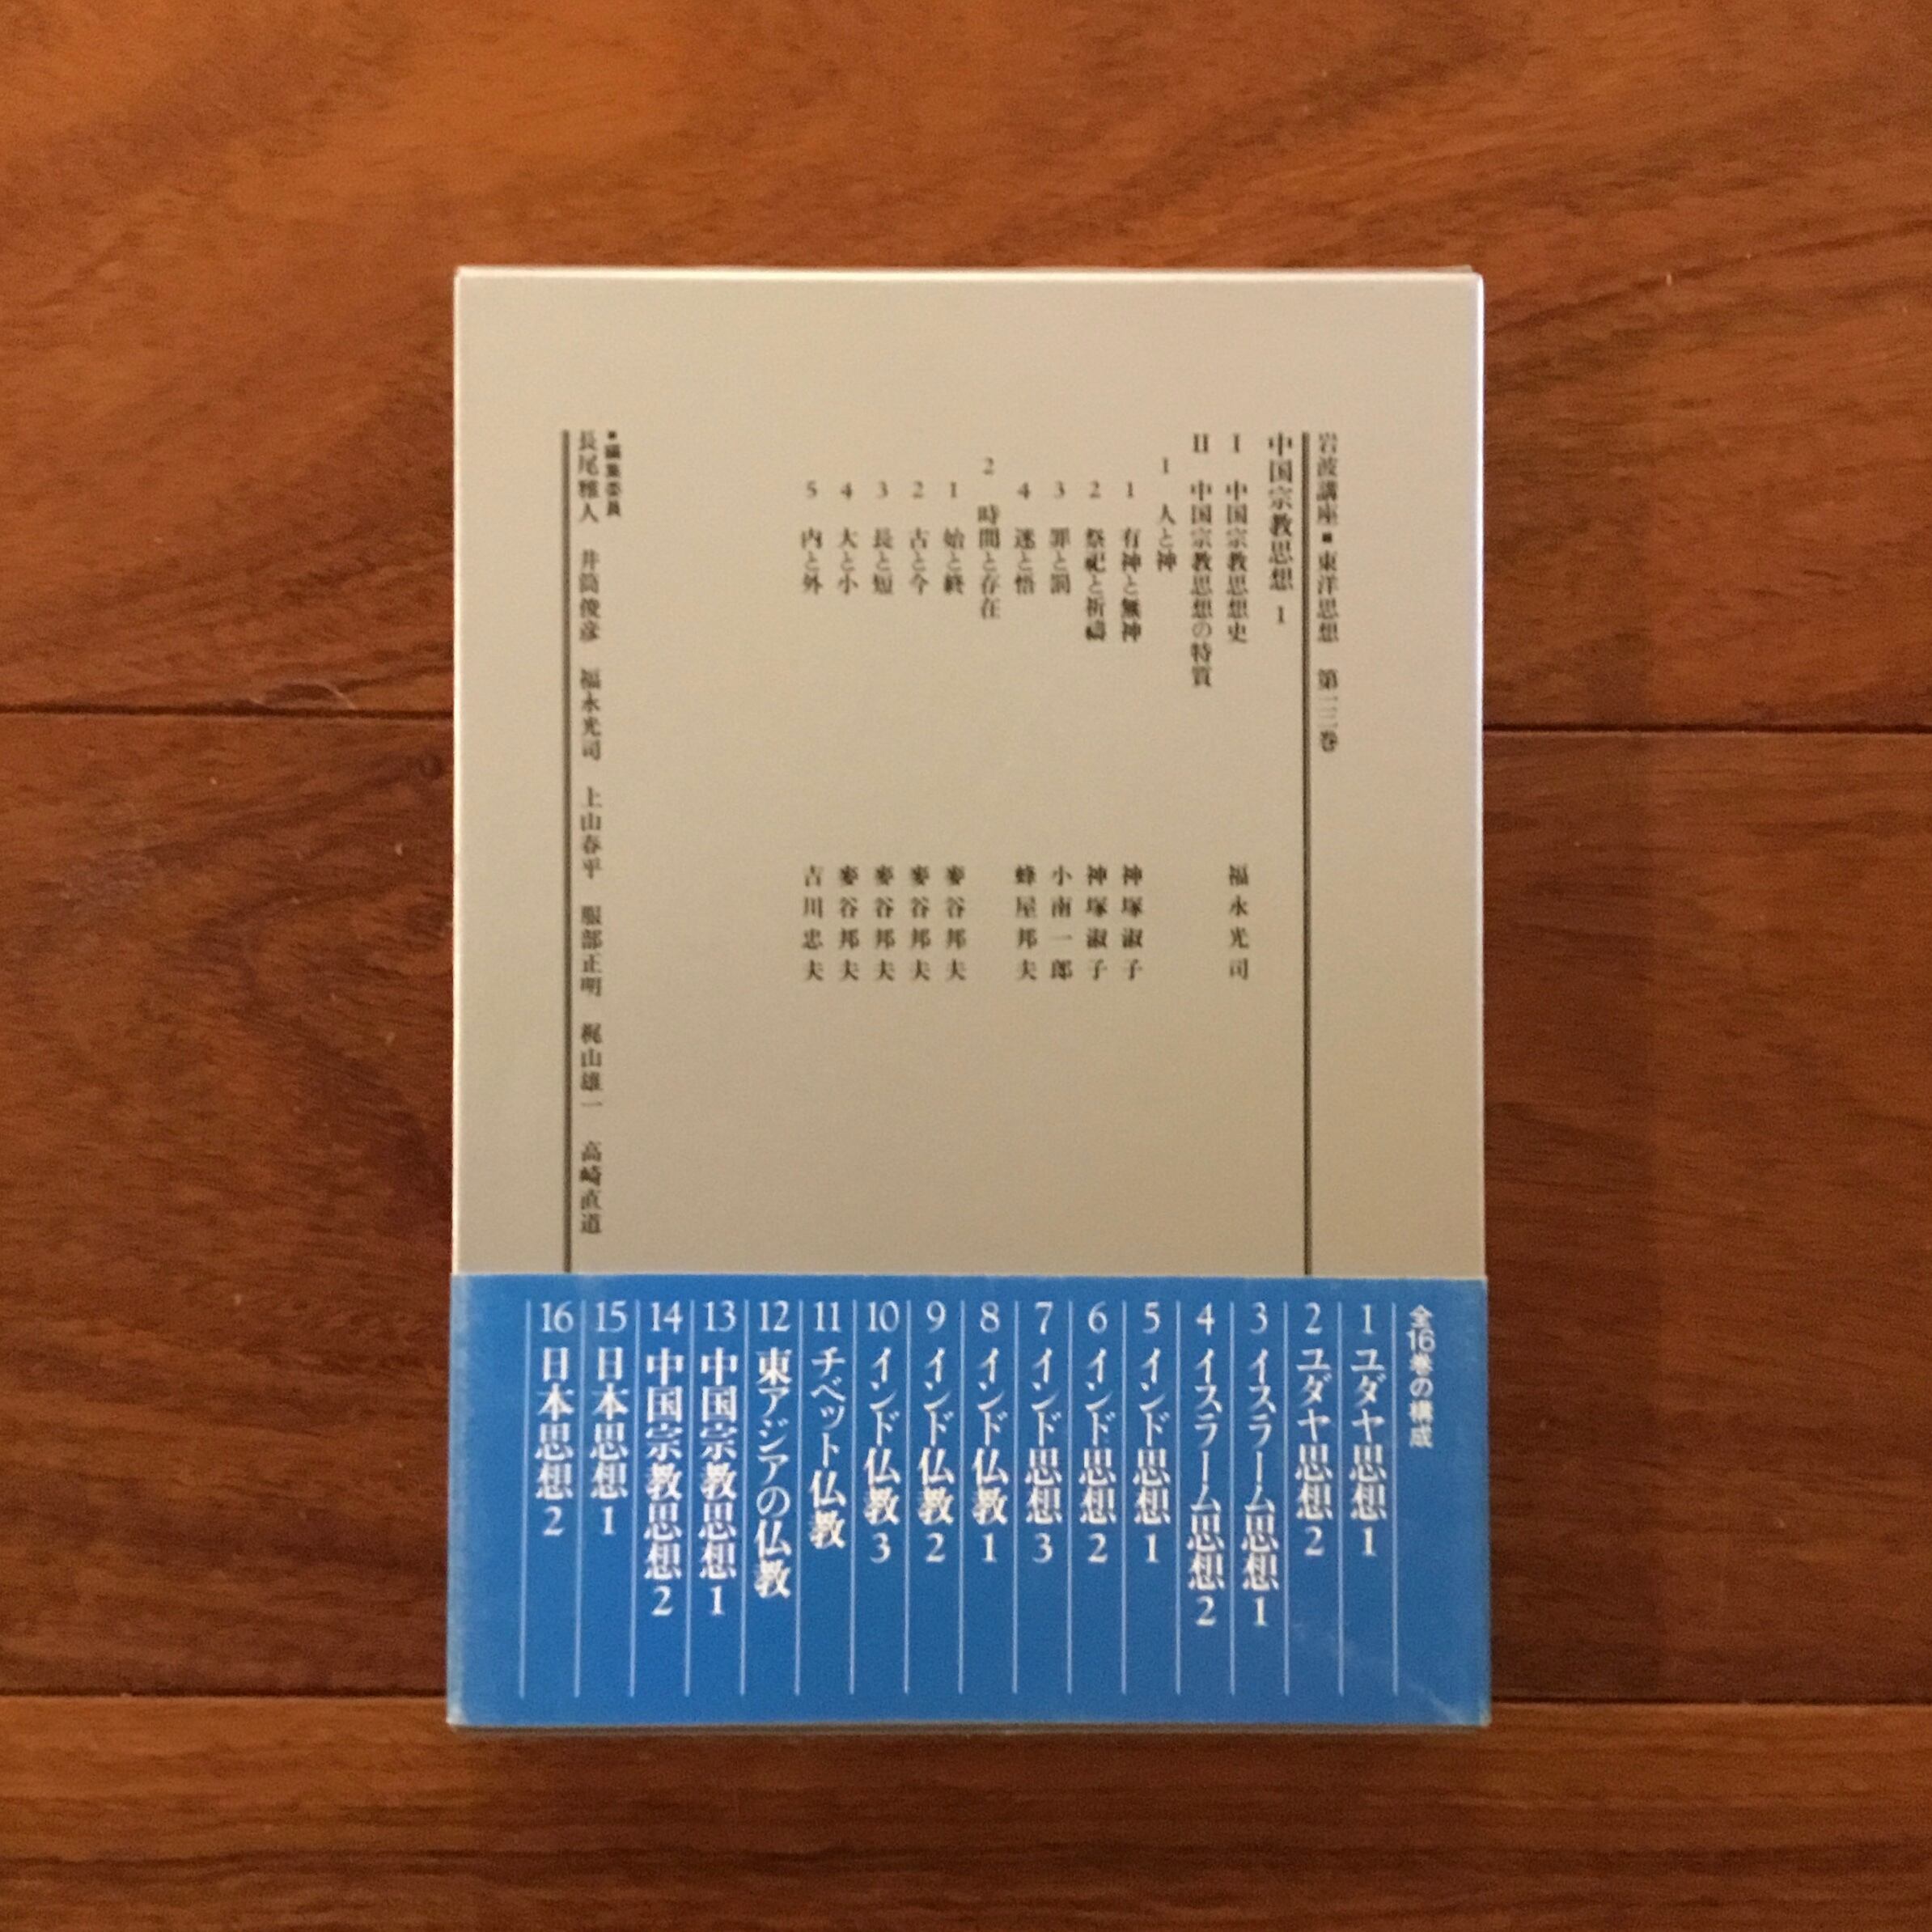 岩波講座■東洋思想 第一三巻
中国宗教思想 1
I 中国宗教思想史 福永光司
II 中国宗教思想の特質
1 人と神
1 有神と無神 神塚淑子
2 祭祀と祈禱 神塚淑子
3 罪と罰 小南一郎
4 迷と悟 蜂屋邦夫
2 時間と存在
1 始と終 麥谷邦夫
2 古と今 麥谷邦夫
3 長と短 麥谷邦夫
4 大と小 麥谷邦夫
5 内と外 吉川忠夫
■編集委員
長尾雅人 井筒俊彦 福永光司 上山春平 服部正明 梶山雄一 高崎直道
全16巻の構成
1 ユダヤ思想 1
2 ユダヤ思想 2
3 イスラーム思想 1
4 イスラーム思想 2
5 インド思想 1
6 インド思想 2
7 インド思想 3
8 インド仏教 1
9 インド仏教 2
10 インド仏教 3
11 チベット仏教
12 東アジアの仏教
13 中国宗教思想 1
14 中国宗教思想 2
15 日本思想 1
16 日本思想 2